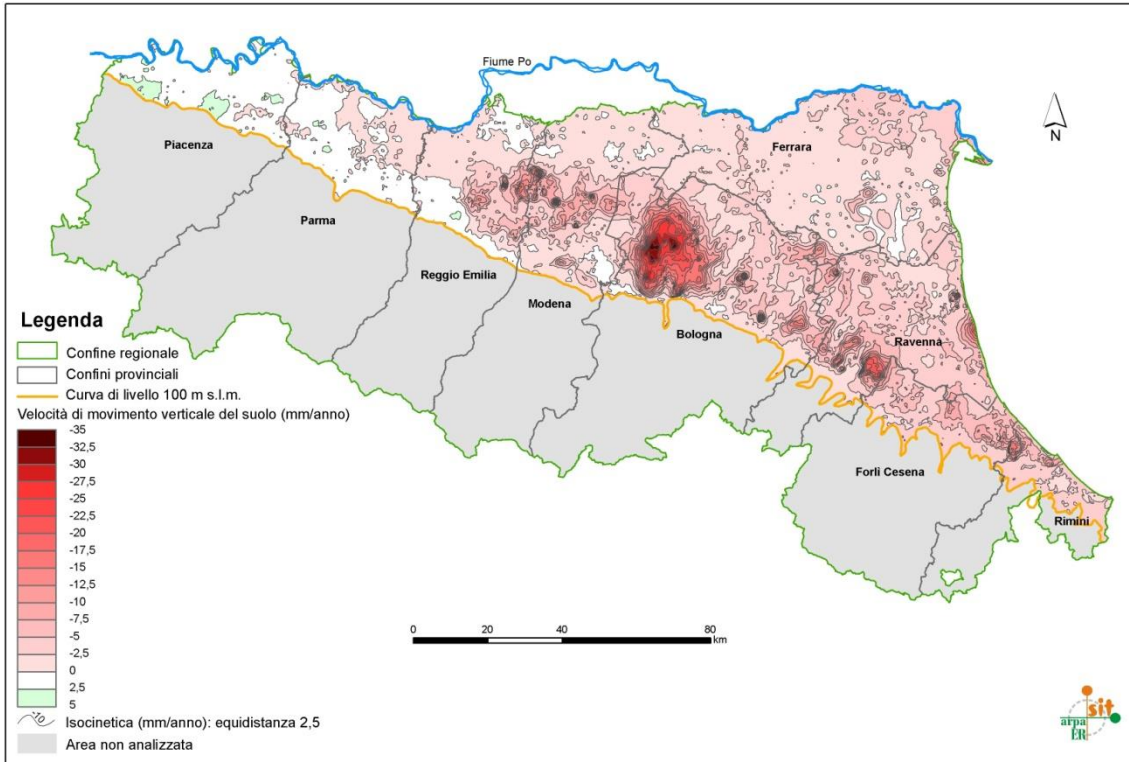 Fiume Po
N
Piacenza
Ferrara
Parma
Reggio Emilia
Modena
Bologna
Ravenna
Forli Cesena
Rimini
Legenda
Confine regionale
Confini provinciali
Curva di livello 100 m s.l.m.
Velocità di movimento verticale del suolo (mm/anno)
-35
-32,5
-30
-27,5
-25
-22,5
-20
-17,5
-15
-12,5
-10
-7,5
-5
-2,5
0
2,5
5
-10
Isocinetica (mm/anno): equidistanza 2,5
Area non analizzata
0 20 40 80
km
sit
arpa
ER